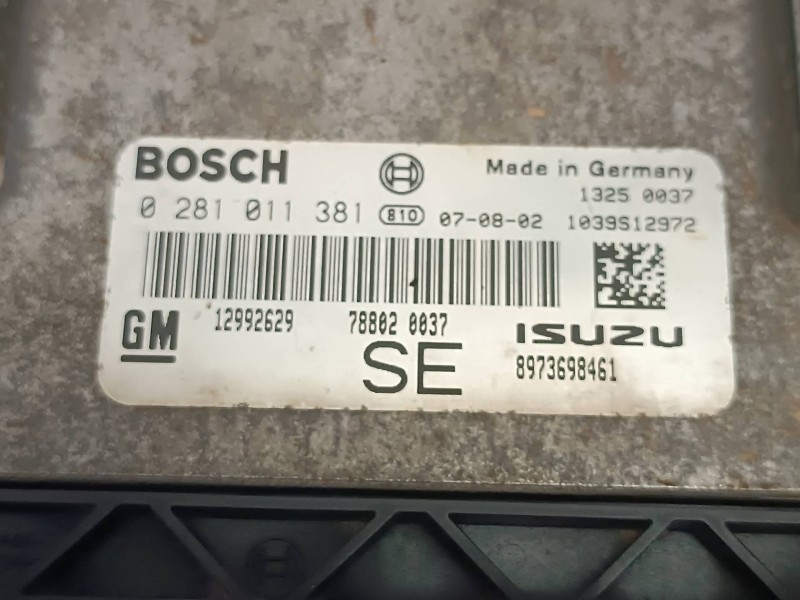 BOSCH
Made in Germany
1325 0037
0 281 011 381 810 07-08-02 1039S12972
GM 12992629 78802 0037 ISUZU
SE 8973698461